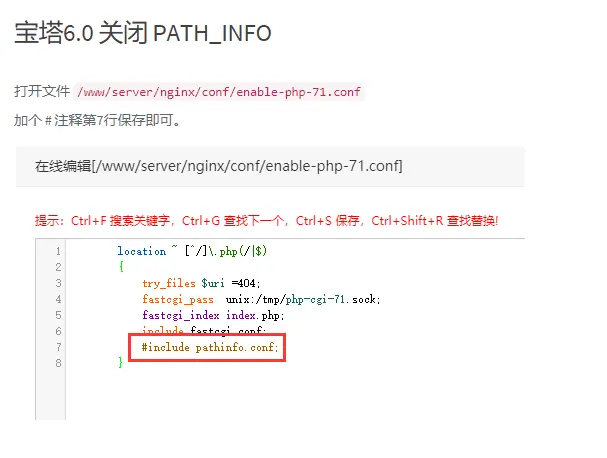 宝塔6.0 关闭 PATH_INFO
打开文件 /www/server/nginx/conf/enable-php-71.conf
加个 # 注释第7行保存即可。
在线编辑[/www/server/nginx/conf/enable-php-71.conf]
提示：Ctrl+F 搜索关键字，Ctrl+G 查找下一个，Ctrl+S 保存，Ctrl+Shift+R 查找替换!
1 location ~ [^/]\.php(/|$)
2 {
3 try_files $uri =404;
4 fastcgi_pass unix:/tmp/php-cgi-71.sock;
5 fastcgi_index index.php;
6 include fastcgi.conf;
7 #include pathinfo.conf;
8 }